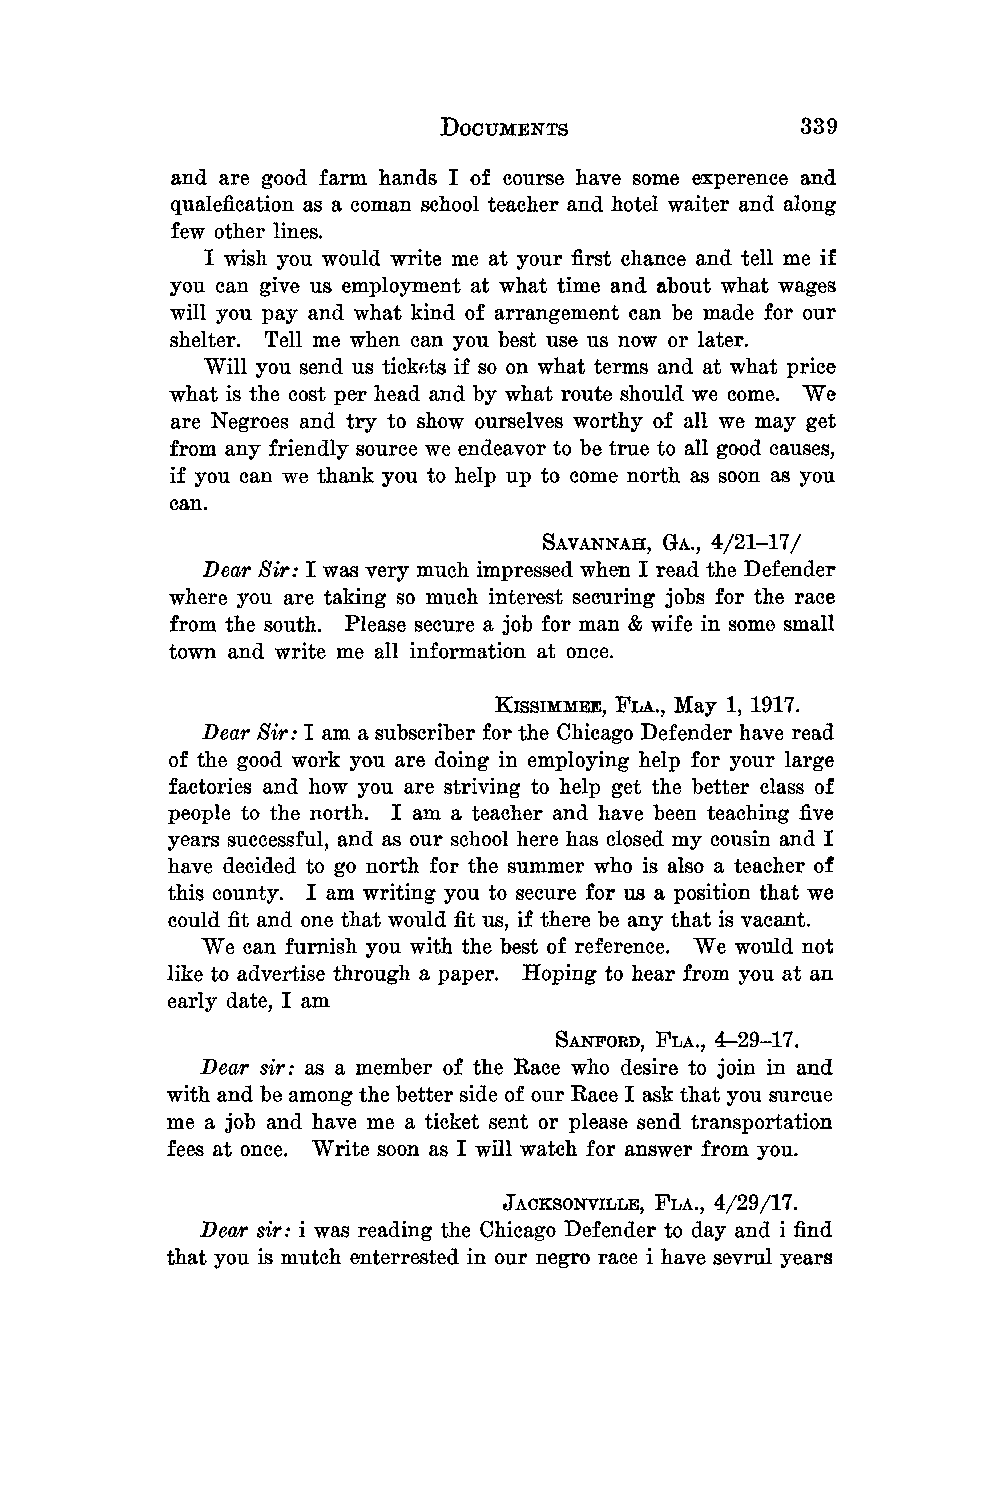 DOCUMENTS 339
and are good farm hands I of course have some experence and
qualefication as a coman school teacher and hotel waiter and along
few other lines.
I wish you would write me at your first chance and tell me if
you can give us employment at what time and about what wages
will you pay and what kind of arrangement can be made for our
shelter. Tell me when can you best use us now or later.
Will you send us tickets if so on what terms and at what price
what is the cost per head and by what route should we come. We
are Negroes and try to show ourselves worthy of all we may get
from any friendly source we endeavor to be true to all good causes,
if you can we thank you to help up to come north as soon as you
can.
SAVANNAH, GA., 4/21–17/
Dear Sir: I was very much impressed when I read the Defender
where you are taking so much interest securing jobs for the race
from the south. Please secure a job for man & wife in some small
town and write me all information at once.
KISSIMMEE, FLA., May 1, 1917.
Dear Sir: I am a subscriber for the Chicago Defender have read
of the good work you are doing in employing help for your large
factories and how you are striving to help get the better class of
people to the north. I am a teacher and have been teaching five
years successful, and as our school here has closed my cousin and I
have decided to go north for the summer who is also a teacher of
this county. I am writing you to secure for us a position that we
could fit and one that would fit us, if there be any that is vacant.
We can furnish you with the best of reference. We would not
like to advertise through a paper. Hoping to hear from you at an
early date, I am
SANFORD, FLA., 4–29–17.
Dear sir: as a member of the Race who desire to join in and
with and be among the better side of our Race I ask that you surcue
me a job and have me a ticket sent or please send transportation
fees at once. Write soon as I will watch for answer from you.
JACKSONVILLE, FLA., 4/29/17.
Dear sir: i was reading the Chicago Defender to day and i find
that you is mutch enterrested in our negro race i have sevrul years